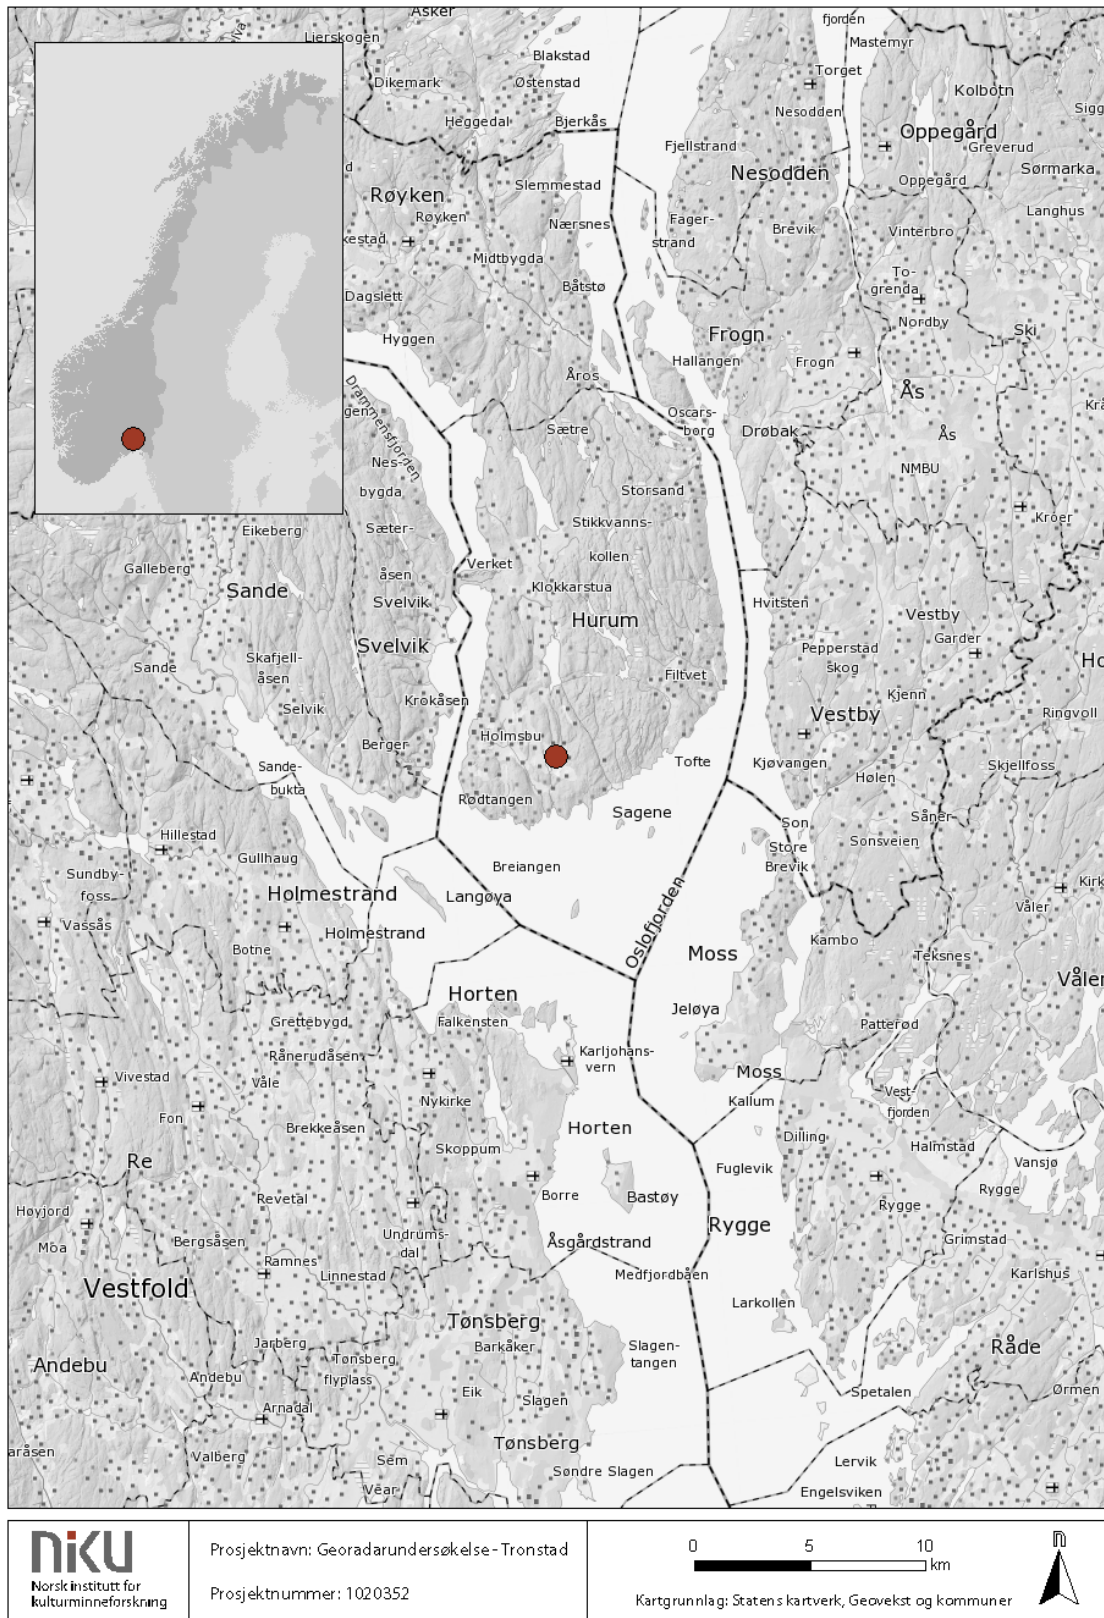 Asker
Lierskogen
fjorden
Mastemyr
Blakstad
Dikemark
Østenstad
Torget
Kolbotn
Nesodden
Heggedal
Bjerkås
Oppegård
Greverud
Fjellstrand
Nesodden
Sørmarka
Oppegård
Røyken
Slemmestad
Røyken
Nærsnes
Fager-
strand
Brevik
Langhus
Vinterbro
Midtbygda
Dagslett
Båtstø
To-
grenda
Nordby
Hyggen
Frogn
Ski
Hallangen
Frogn
Åros
Drammensfjorden
Ås
Oscars-
borg
Drøbak
Sætre
Ås
Nes-
bygda
NMBU
Storsand
Eikeberg
Sæter-
åsen
Stikkvanns-
kollen
Kroer
Galleberg
Verket
Sande
Klokkarstua
Svelvik
Hvitsten
Hurum
Vestby
Garder
Svelvik
Pepperstad
skog
Skafjell-
åsen
Sande
Filtvet
Kjenn
Selvik
Krokåsen
Vestby
Ringvoll
Holmsbu
Berger
Tofte
Kjøvangen
Hølen
Skjellfoss
Sande-
bukta
Rødtangen
Sagene
Son
Såner-
Hillestad
Store
Brevik
Sonsveien
Gullhaug
Breiangen
Sundby-
foss
Holmestrand
Langøya
Våler
Vassås
Oslofjorden
Holmestrand
Botne
Kambo
Moss
Teksnes
Horten
Jeløya
Grettebygd
Falkensten
Patterød
Rånerudåsen
Karljohans-
vern
Vivestad
Våle
Moss
Vest-
fjorden
Nykirke
Kallum
Fon
Brekkeåsen
Horten
Dilling
Skoppum
Halmstad
Re
Fuglevik
Vansjø
Revetal
Borre
Bastøy
Rygge
Rygge
Høyjord
Rygge
Moa
Bergsåsen
Undrums-
dal
Åsgårdstrand
Grimstad
Ramnes
Linnestad
Medfjordbåen
Karlshus
Vestfold
Larkollen
Tønsberg
Jarberg
Barkåker
Slagen-
tangen
Råde
Andebu
Tønsberg
flyplass
Andebu
Eik
Slagen
Spetalen
Ørmen
Arnadal
Tønsberg
Valberg
Sem
Søndre Slagen
Lervik
Vear
Engelsviken
niku
Norsk institutt for
kulturminneforskning
Prosjektnavn: Georadarundersøkelse - Tronstad
Prosjektnummer: 1020352
0 5 10
km
n
Kartgrunnlag: Statens kartverk, Geovekst og kommuner